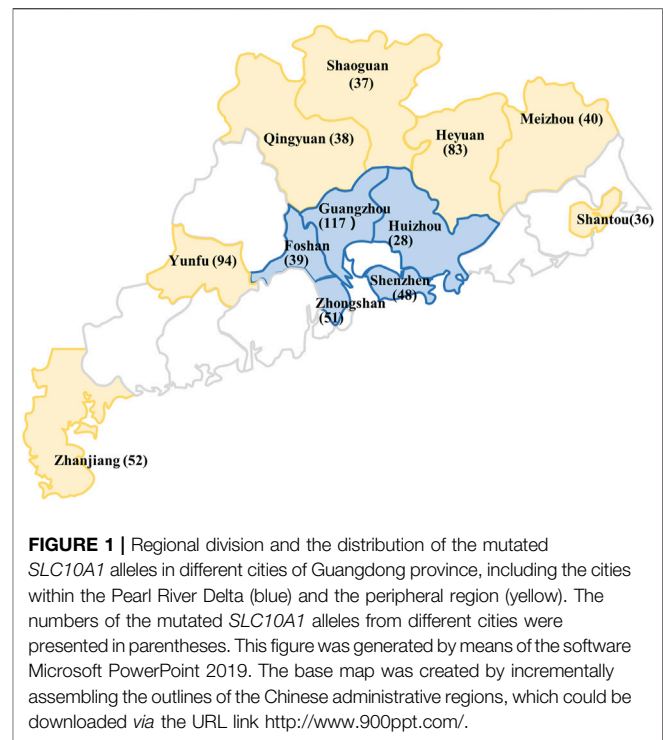 Shaoguan
(37)
Qingyuan (38)
Heyuan
(83)
Meizhou (40)
Guangzhou
(117 )
Huizhou
(28)
Shantou(36)
Foshan
(39)
Yunfu (94)
Shenzhen
(48)
Zhongshan
(51)
Zhanjiang (52)
FIGURE 1 | Regional division and the distribution of the mutated
SLC10A1 alleles in different cities of Guangdong province, including the cities
within the Pearl River Delta (blue) and the peripheral region (yellow). The
numbers of the mutated SLC10A1 alleles from different cities were
presented in parentheses. This figure was generated by means of the software
Microsoft PowerPoint 2019. The base map was created by incrementally
assembling the outlines of the Chinese administrative regions, which could be
downloaded via the URL link http://www.900ppt.com/.